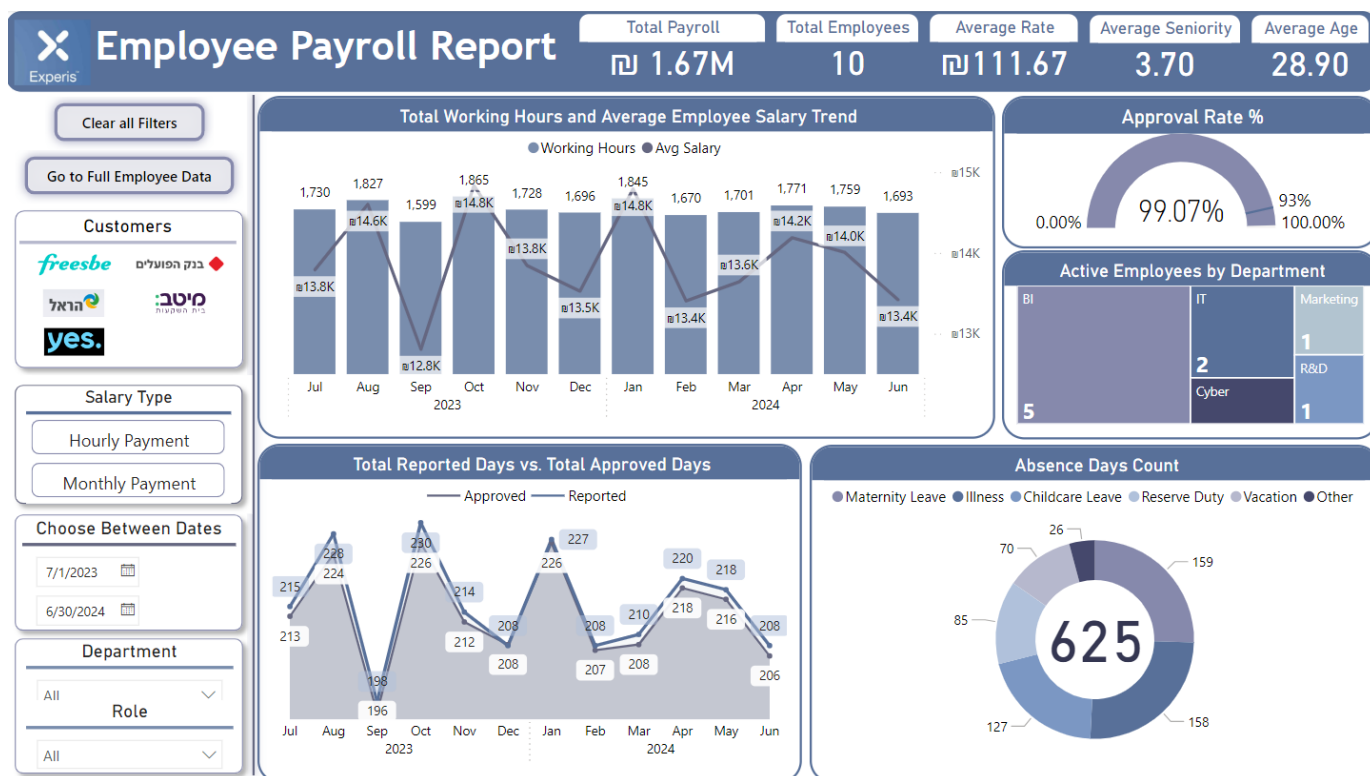 Experis
Employee Payroll Report
Total Payroll
₪ 1.67M
Total Employees
10
Average Rate
₪111.67
Average Seniority
3.70
Average Age
28.90
Clear all Filters
Go to Full Employee Data
Customers
freesbe
בנק הפועלים
הראל
מיטב:
בית השקעות
yes.
Salary Type
Hourly Payment
Monthly Payment
Choose Between Dates
7/1/2023
6/30/2024
Department
All
Role
All
Total Working Hours and Average Employee Salary Trend
Working Hours Avg Salary
1,730 1,827 1,599 1,865 1,728 1,696 1,845 1,670 1,701 1,771 1,759 1,693
₪13.8K ₪14.6K ₪12.8K ₪14.8K ₪13.8K ₪13.5K ₪14.8K ₪13.4K ₪13.6K ₪14.2K ₪14.0K ₪13.4K
₪15K
₪14K
₪13K
Jul Aug Sep Oct Nov Dec Jan Feb Mar Apr May Jun
2023 2024
Approval Rate %
99.07%
0.00%
93%
100.00%
Active Employees by Department
BI
5
IT
2
Cyber
Marketing
1
R&D
1
Total Reported Days vs. Total Approved Days
Approved Reported
215 228 198 230 214 208 227 208 210 220 218 208
213 224 196 226 212 208 226 207 208 218 216 206
Jul Aug Sep Oct Nov Dec Jan Feb Mar Apr May Jun
2023 2024
Absence Days Count
Maternity Leave Illness Childcare Leave Reserve Duty Vacation Other
26
70
159
85
625
127
158